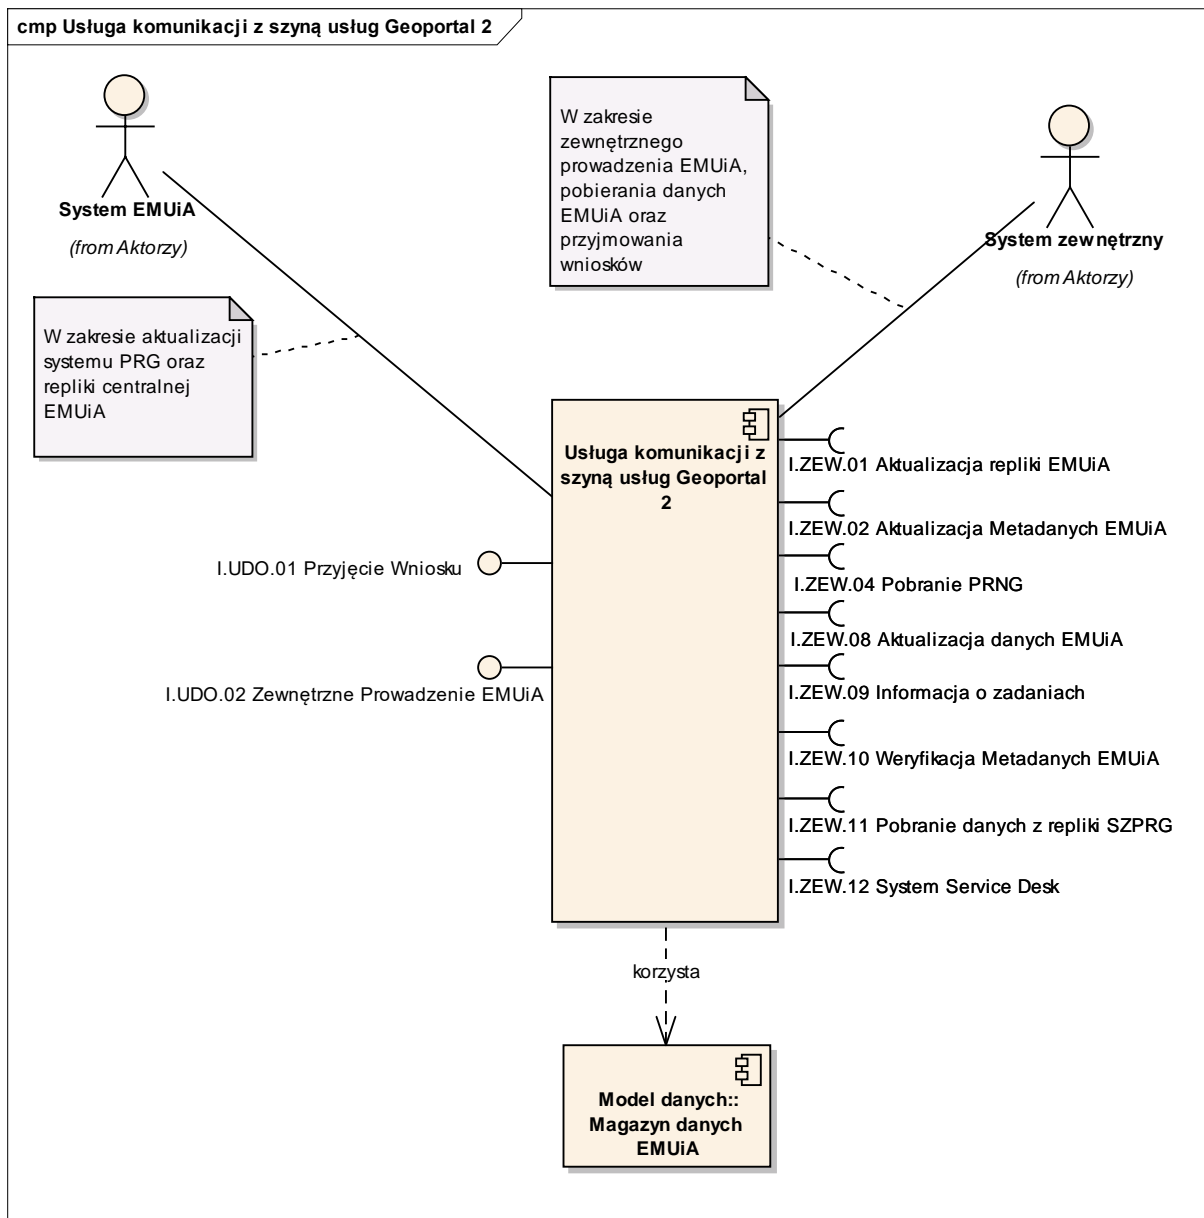 cmp Usługa komunikacji z szyną usług Geoportal 2
System EMUiA
(from Aktorzy)
W zakresie
zewnętrznego
prowadzenia EMUiA,
pobierania danych
EMUiA oraz
przyjmowania
wniosków
System zewnętrzny
(from Aktorzy)
W zakresie aktualizacji
systemu PRG oraz
repliki centralnej
EMUiA
Usługa komunikacji z
szyną usług Geoportal
2
I.UDO.01 Przyjęcie Wniosku
I.UDO.02 Zewnętrzne Prowadzenie EMUiA
I.ZEW.01 Aktualizacja repliki EMUiA
I.ZEW.02 Aktualizacja Metadanych EMUiA
I.ZEW.04 Pobranie PRNG
I.ZEW.08 Aktualizacja danych EMUiA
I.ZEW.09 Informacja o zadaniach
I.ZEW.10 Weryfikacja Metadanych EMUiA
I.ZEW.11 Pobranie danych z repliki SZPRG
I.ZEW.12 System Service Desk
korzysta
Model danych::
Magazyn danych
EMUiA